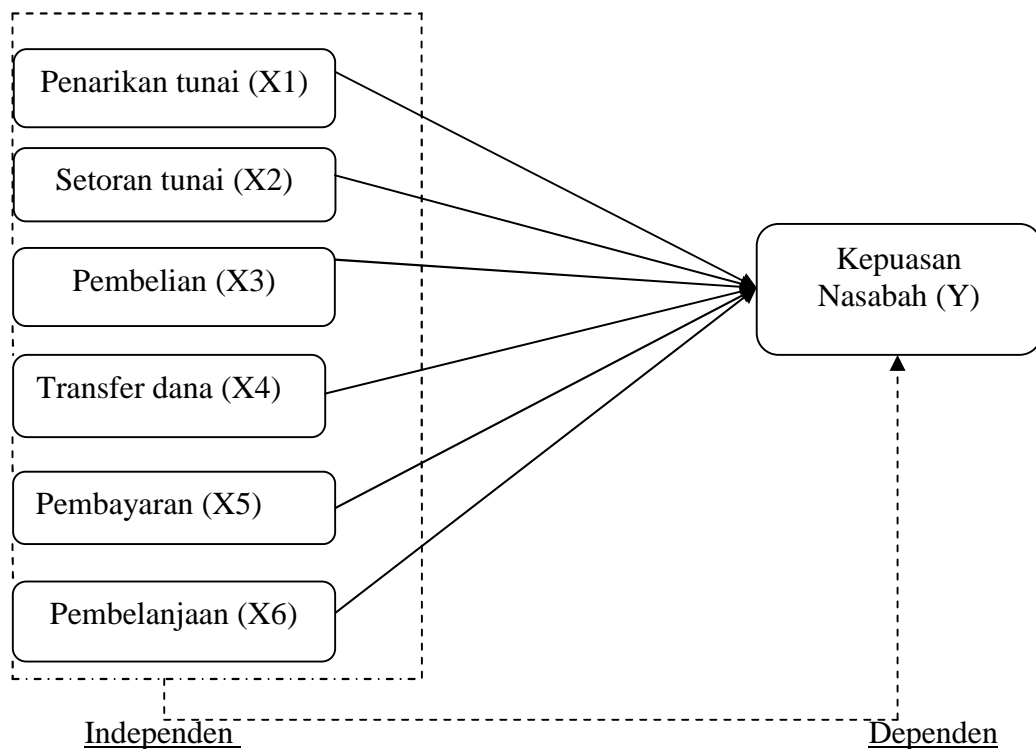 Penarikan tunai (X1)
Setoran tunai (X2)
Pembelian (X3)
Transfer dana (X4)
Pembayaran (X5)
Pembelanjaan (X6)
Kepuasan
Nasabah (Y)
Independen
Dependen